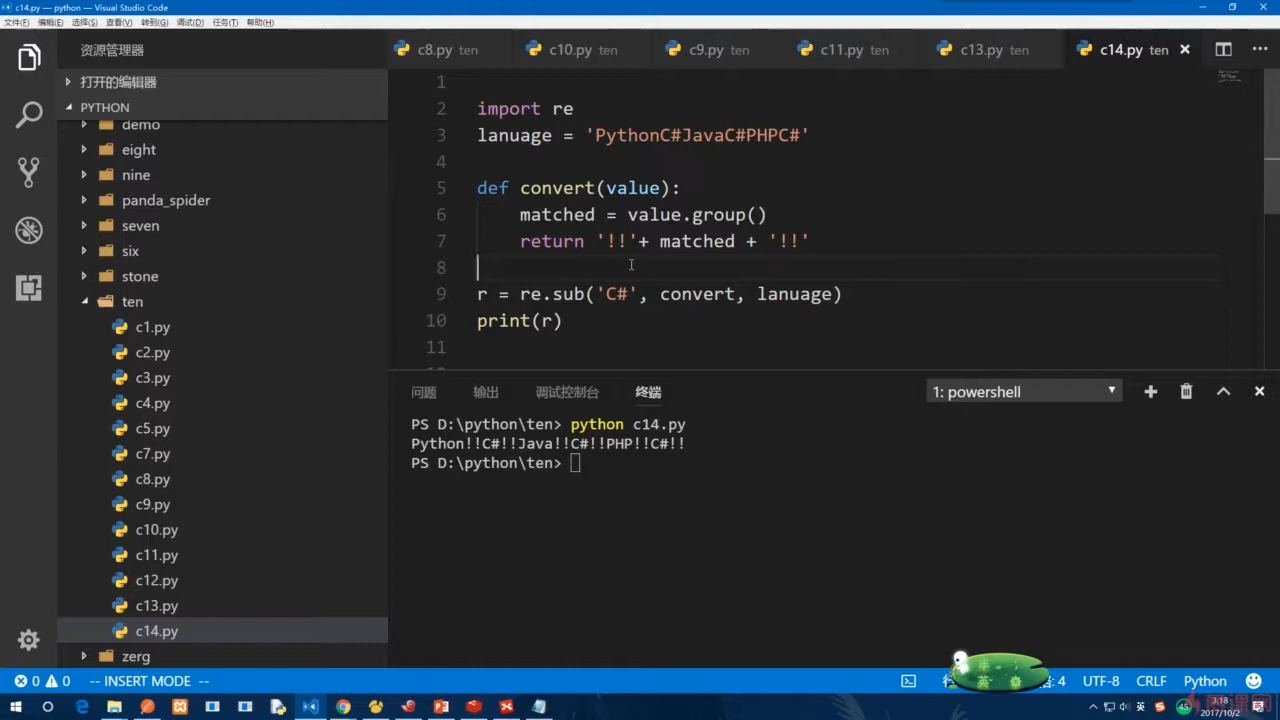 c14.py — python — Visual Studio Code
文件(F) 编辑(E) 选择(S) 查看(V) 转到(G) 调试(D) 任务(T) 帮助(H)
资源管理器
打开的编辑器
PYTHON
demo
eight
nine
panda_spider
seven
six
stone
ten
c1.py
c2.py
c3.py
c4.py
c5.py
c7.py
c8.py
c9.py
c10.py
c11.py
c12.py
c13.py
c14.py
zerg
c8.py ten c10.py ten c9.py ten c11.py ten c13.py ten c14.py ten
1
2 import re
3 lanuage = 'PythonC#JavaC#PHPC#'
4
5 def convert(value):
6 matched = value.group()
7 return '!!'+ matched + '!!'
8
9 r = re.sub('C#', convert, lanuage)
10 print(r)
11
问题 输出 调试控制台 终端 1: powershell
PS D:\python\ten> python c14.py
Python!!C#!!Java!!C#!!PHP!!C#!!
PS D:\python\ten>
0 0 -- INSERT MODE -- 4 UTF-8 CRLF Python
英 45 3:18
2017/10/2